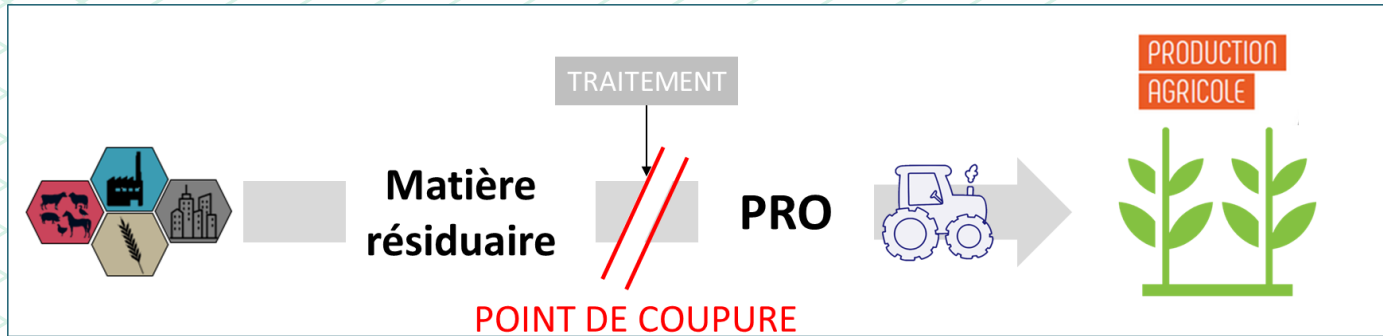 TRAITEMENT
PRODUCTION
AGRICOLE
Matière
résiduaire
PRO
POINT DE COUPURE